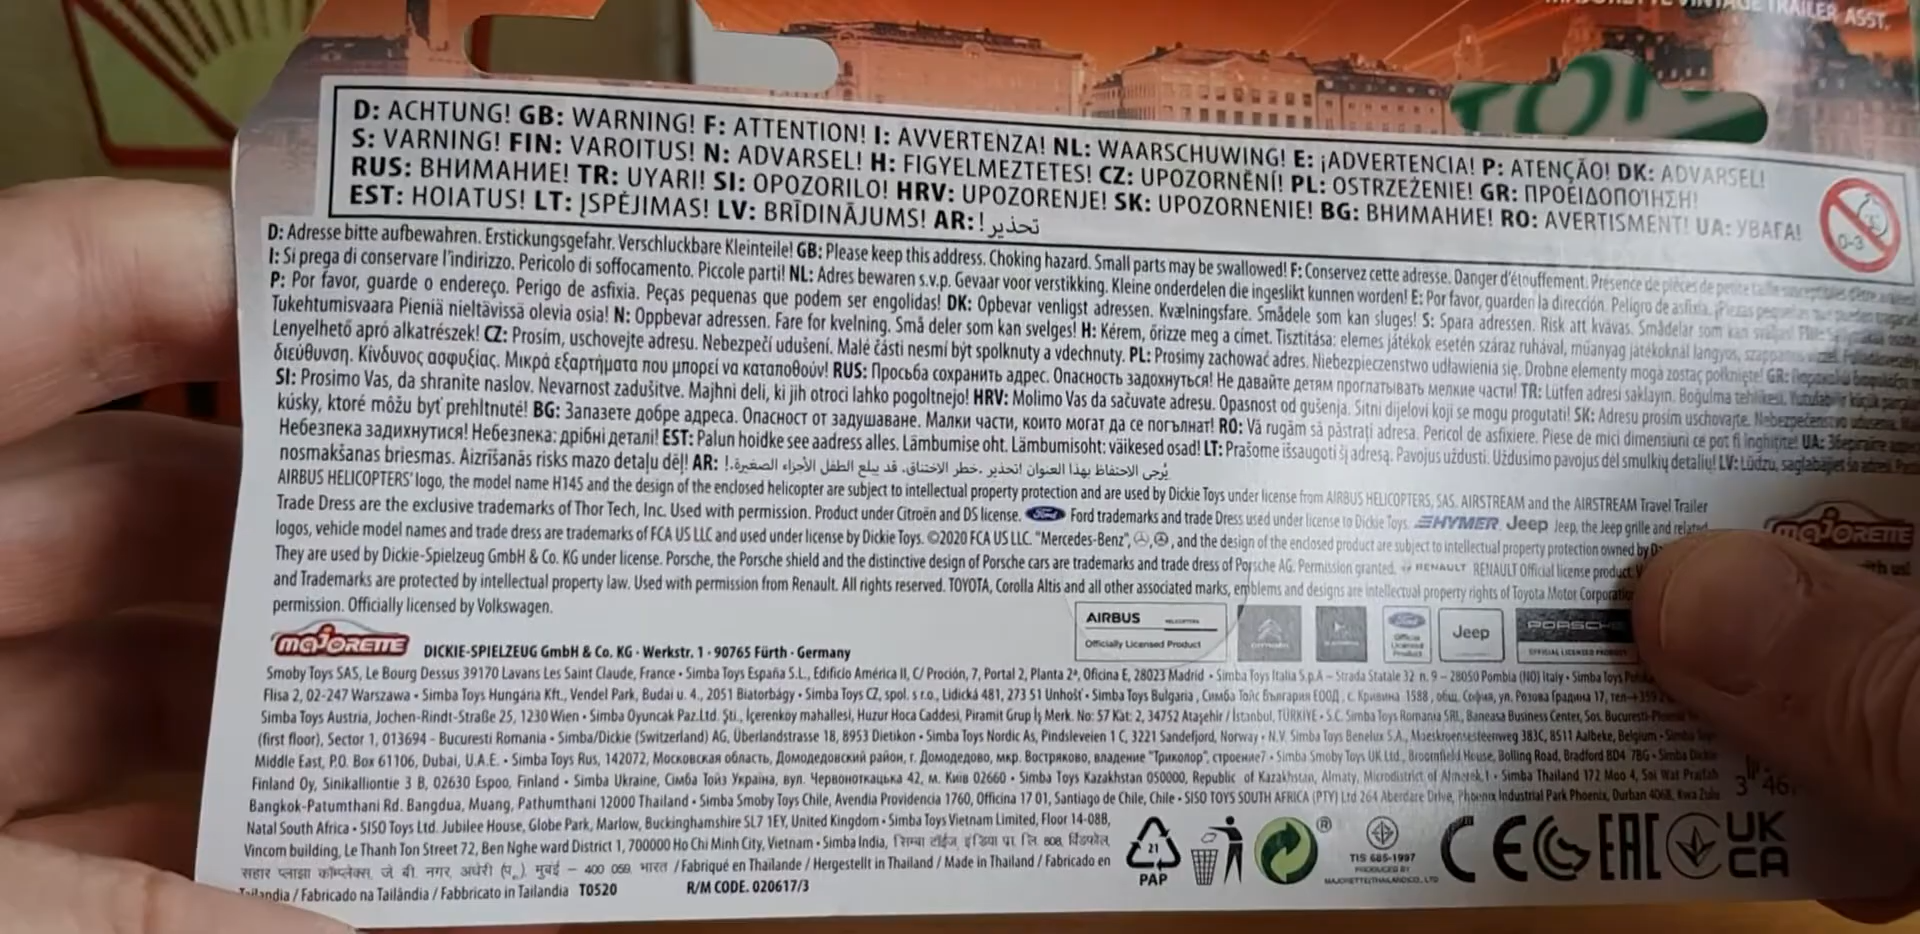 TRAILER ASST.
D: ACHTUNG! GB: WARNING! F: ATTENTION! I: AVVERTENZA! NL: WAARSCHUWING! E: ¡ADVERTENCIA! P: ATENÇÃO! DK: ADVARSEL!
S: VARNING! FIN: VAROITUS! N: ADVARSEL! H: FIGYELMEZTETES! CZ: UPOZORNĚNÍ! PL: OSTRZEŻENIE! GR: ΠΡΟΕΙΔΟΠΟΊΗΣΗ!
RUS: ВНИМАНИЕ! TR: UYARI! SI: OPOZORILO! HRV: UPOZORENJE! SK: UPOZORNENIE! BG: ВНИМАНИЕ! RO: AVERTISMENT! UA: УВАГА!
EST: HOIATUS! LT: ĮSPĖJIMAS! LV: BRĪDINĀJUMS! AR: تحذير!
0-3
D: Adresse bitte aufbewahren. Erstickungsgefahr. Verschluckbare Kleinteile! GB: Please keep this address. Choking hazard. Small parts may be swallowed! F: Conservez cette adresse. Danger d'étouffement. Présence de pièces de petite taille
I: Si prega di conservare l'indirizzo. Pericolo di soffocamento. Piccole parti! NL: Adres bewaren s.v.p. Gevaar voor verstikking. Kleine onderdelen die ingeslikt kunnen worden! E: Por favor, guarden la dirección. Peligro de asfixia.
P: Por favor, guarde o endereço. Perigo de asfixia. Peças pequenas que podem ser engolidas! DK: Opbevar venligst adressen. Kvælningsfare. Smådele som kan sluges! S: Spara adressen. Risk att kvävas. Smådelar som kan
Tukehtumisvaara Pieniä nieltävissä olevia osia! N: Oppbevar adressen. Fare for kvelning. Små deler som kan svelges! H: Kérem, őrizze meg a címet. Tisztítása: elemes játékok esetén száraz ruhával, műanyag játékoknál langyos,
Lenyelhető apró alkatrészek! CZ: Prosím, uschovejte adresu. Nebezpečí udušení. Malé části nesmí být spolknuty a vdechnuty. PL: Prosimy zachować adres. Niebezpieczenstwo udławienia się. Drobne elementy mogą zostać połknięte! GR:
διεύθυνση. Κίνδυνος ασφυξίας. Μικρά εξαρτήματα που μπορεί να καταποθούν! RUS: Просьба сохранить адрес. Опасность задохнуться! Не давайте детям проглатывать мелкие части! TR: Lütfen adresi saklayın. Boğulma tehlikesi.
SI: Prosimo Vas, da shranite naslov. Nevarnost zadušitve. Majhni deli, ki jih otroci lahko pogoltnejo! HRV: Molimo Vas da sačuvate adresu. Opasnost od gušenja. Sitni dijelovi koji se mogu progutati! SK: Adresu prosím uschovajte.
kúsky, ktoré môžu byť prehltnuté! BG: Запазете добре адреса. Опасност от задушаване. Малки части, които могат да се погълнат! RO: Vă rugăm să păstrați adresa. Pericol de asfixiere. Piese de mici dimensiuni ce pot fi înghițite! UA:
Небезпека задихнутися! Небезпека: дрібні деталі! EST: Palun hoidke see aadress alles. Lämbumise oht. Lämbumisoht: väikesed osad! LT: Prašome išsaugoti šį adresą. Pavojus uždusti. Uždusimo pavojus dėl smulkių detalių! LV: Lūdzu,
nosmakšanas briesmas. Aizrīšanās risks mazo detaļu dēļ! AR: يُرجى الاحتفاظ بهذا العنوان !تحذير. خطر الاختناق. قد يبلع الطفل الأجزاء الصغيرة.!
AIRBUS HELICOPTERS' logo, the model name H145 and the design of the enclosed helicopter are subject to intellectual property protection and are used by Dickie Toys under license from AIRBUS HELICOPTERS, SAS. AIRSTREAM and the AIRSTREAM Travel Trailer
Trade Dress are the exclusive trademarks of Thor Tech, Inc. Used with permission. Product under Citroën and DS license. Ford Ford trademarks and trade Dress used under license to Dickie Toys. HYMER. Jeep Jeep, the Jeep grille and related
logos, vehicle model names and trade dress are trademarks of FCA US LLC and used under license by Dickie Toys. ©2020 FCA US LLC. "Mercedes-Benz", , and the design of the enclosed product are subject to intellectual property protection owned by
They are used by Dickie-Spielzeug GmbH & Co. KG under license. Porsche, the Porsche shield and the distinctive design of Porsche cars are trademarks and trade dress of Porsche AG. Permission granted. RENAULT RENAULT Official license product.
and Trademarks are protected by intellectual property law. Used with permission from Renault. All rights reserved. TOYOTA, Corolla Altis and all other associated marks, emblems and designs are intellectual property rights of Toyota Motor
permission. Officially licensed by Volkswagen.
majORETTE
AIRBUS HELICOPTERS
Officially Licensed Product
Ford
Official Licensed Product
Jeep
PORSCHE
OFFICIAL LICENSED PRODUCT
majORETTE DICKIE-SPIELZEUG GmbH & Co. KG · Werkstr. 1 · 90765 Fürth · Germany
Smoby Toys SAS, Le Bourg Dessus 39170 Lavans Les Saint Claude, France • Simba Toys España S.L., Edificio América II, C/ Proción, 7, Portal 2, Planta 2ª, Oficina E, 28023 Madrid • Simba Toys Italia S.p.A – Strada Statale 32 n. 9 – 28050 Pombia (NO) Italy • Simba Toys
Flisa 2, 02-247 Warszawa • Simba Toys Hungária Kft., Vendel Park, Budai u. 4., 2051 Biatorbágy • Simba Toys CZ, spol. s r.o., Lidická 481, 273 51 Unhošť • Simba Toys Bulgaria, Симба Тойс България ЕООД, с. Кривина 1588, общ. София, ул. Розова Градина 17,
Simba Toys Austria, Jochen-Rindt-Straße 25, 1230 Wien • Simba Oyuncak Paz.Ltd. Şti., İçerenkoy mahallesi, Huzur Hoca Caddesi, Piramit Grup İş Merk. No: 57 Kat: 2, 34752 Ataşehir / İstanbul, TÜRKİYE • S.C. Simba Toys Romania SRL, Baneasa Business Center, Sos.
(first floor), Sector 1, 013694 - Bucuresti Romania • Simba/Dickie (Switzerland) AG, Überlandstrasse 18, 8953 Dietikon • Simba Toys Nordic As, Pindsleveien 1 C, 3221 Sandefjord, Norway • N.V. Simba Toys Benelux S.A., Moeskroensesteenweg 383C, 8511 Aalbeke, Belgium •
Middle East, P.O. Box 61106, Dubai, U.A.E. • Simba Toys Rus, 142072, Московская область, Домодедовский район, г. Домодедово, мкр. Востряково, владение "Триколор", строение7 • Simba Smoby Toys UK Ltd., Broomfield House, Bolling Road, Bradford BD4 7BG • Simba Dickie
Finland Oy, Sinikalliontie 3 B, 02630 Espoo, Finland • Simba Ukraine, Сімба Тойз Україна, вул. Червоноткацька 42, м. Київ 02660 • Simba Toys Kazakhstan 050000, Republic of Kazakhstan, Almaty, Microdistrict of Almerek 1 • Simba Thailand 172 Moo 4, Soi Wat
Bangkok-Patumthani Rd. Bangdua, Muang, Pathumthani 12000 Thailand • Simba Smoby Toys Chile, Avendia Providencia 1760, Officina 17 01, Santiago de Chile, Chile • SISO TOYS SOUTH AFRICA (PTY) Ltd 264 Aberdare Drive, Phoenix Industrial Park Phoenix, Durban 4068, Kwa Zulu
Natal South Africa • SISO Toys Ltd. Jubilee House, Globe Park, Marlow, Buckinghamshire SL7 1EY, United Kingdom • Simba Toys Vietnam Limited, Floor 14-08B,
Vincom building, Le Thanh Ton Street 72, Ben Nghe ward District 1, 700000 Ho Chi Minh City, Vietnam • Simba India, सिम्बा टॉईज, इंडिया प्रा. लि. 808,
सहार प्लाझा कॉम्प्लेक्स, जे. बी. नगर, अंधेरी (पू.), मुंबई – 400 059. भारत / Fabriqué en Thaïlande / Hergestellt in Thailand / Made in Thailand / Fabricado en
Tailandia / Fabricado na Tailândia / Fabbricato in Tailandia T0520 R/M CODE. 020617/3
21
PAP
®
TIS 685-1997
PRODUCED BY
MAJORETTE(THAILAND)CO., LTD
CE
EAC
UK
CA